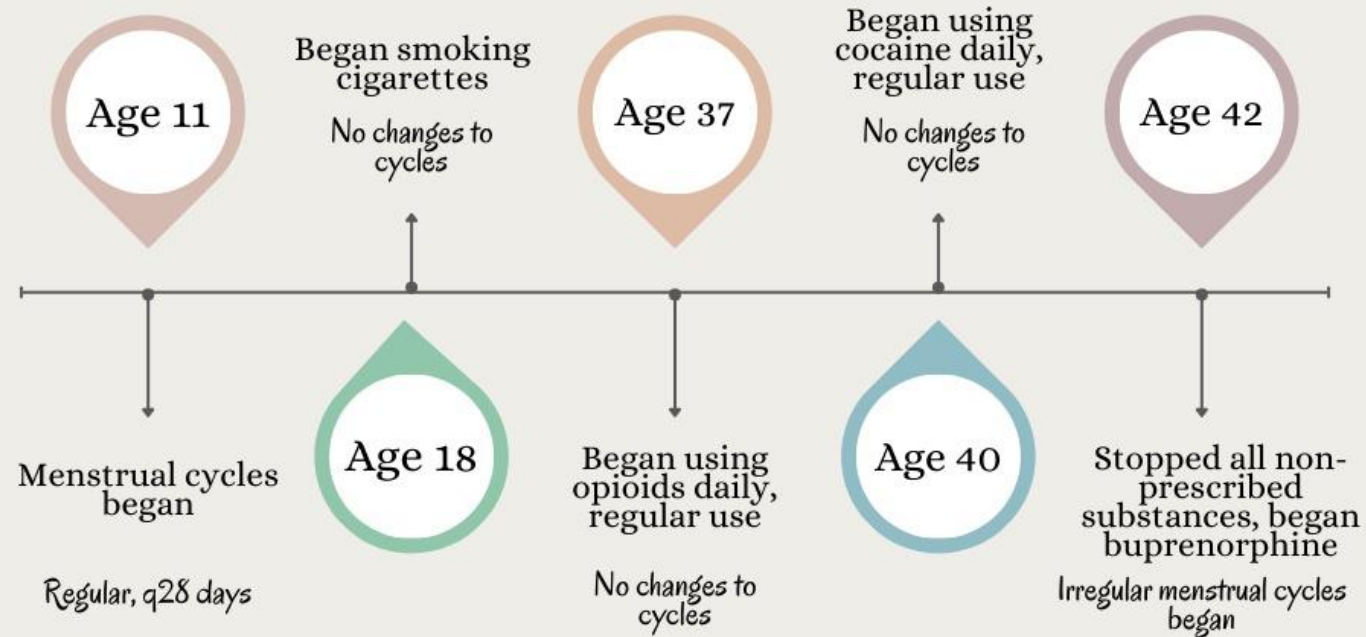 Age 11
Menstrual cycles
began
Regular, q28 days
Began smoking
cigarettes
No changes to
cycles
Age 18
Age 37
Began using
opioids daily,
regular use
No changes to
cycles
Began using
cocaine daily,
regular use
No changes to
cycles
Age 40
Age 42
Stopped all non-
prescribed
substances, began
buprenorphine
Irregular menstrual cycles
began